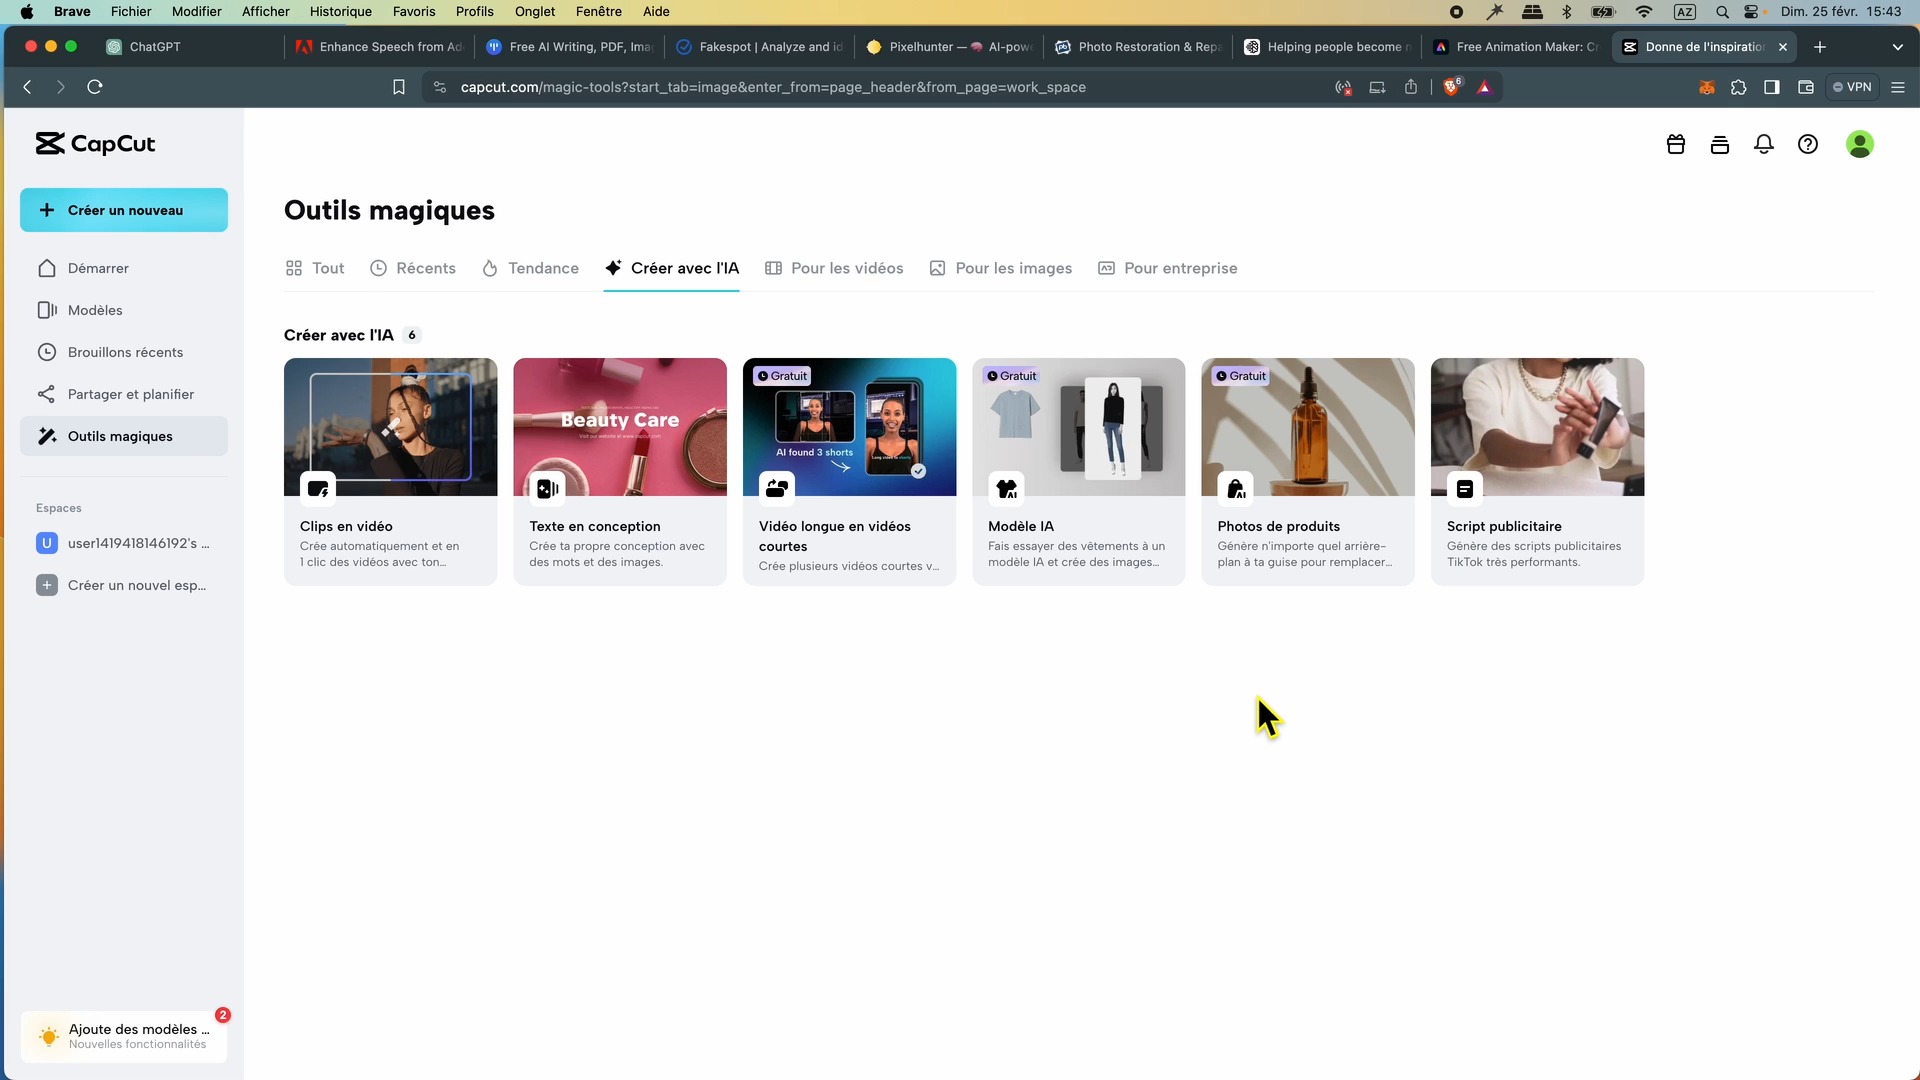 Brave Fichier Modifier Afficher Historique Favoris Profils Onglet Fenêtre Aide AZ Dim. 25 févr. 15:43
ChatGPT
Enhance Speech from Ad
Free AI Writing, PDF, Ima
Fakespot | Analyze and id
Pixelhunter — AI-powe
Photo Restoration & Repa
Helping people become
Free Animation Maker: Cr
Donne de l'inspiration
capcut.com/magic-tools?start_tab=image&enter_from=page_header&from_page=work_space
6
VPN
CapCut
Créer un nouveau
Démarrer
Modèles
Brouillons récents
Partager et planifier
Outils magiques
Espaces
U user1419418146192's ...
Créer un nouvel esp...
2
Ajoute des modèles ...
Nouvelles fonctionnalités
Outils magiques
Tout Récents Tendance Créer avec l'IA Pour les vidéos Pour les images Pour entreprise
Créer avec l'IA 6
Clips en vidéo
Crée automatiquement et en
1 clic des vidéos avec ton...
Beauty Care
Texte en conception
Crée ta propre conception avec
des mots et des images.
Gratuit
AI found 3 shorts
Vidéo longue en vidéos
courtes
Crée plusieurs vidéos courtes v...
Gratuit
AI
Modèle IA
Fais essayer des vêtements à un
modèle IA et crée des images...
Gratuit
AI
Photos de produits
Génère n'importe quel arrière-
plan à ta guise pour remplacer...
Script publicitaire
Génère des scripts publicitaires
TikTok très performants.